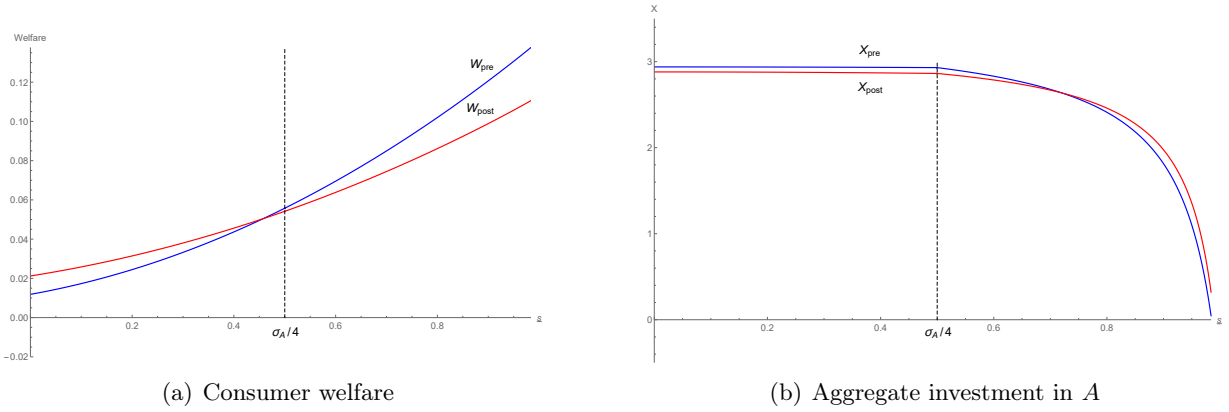 Welfare
0.12
0.10
0.08
0.06
0.04
0.02
0.00
−0.02
W_pre
W_post
0.2
0.4
σ_A/4
0.6
0.8
(a) Consumer welfare
X
3
2
1
0
X_pre
X_post
0.2
0.4
σ_A/4
0.6
0.8
(b) Aggregate investment in A